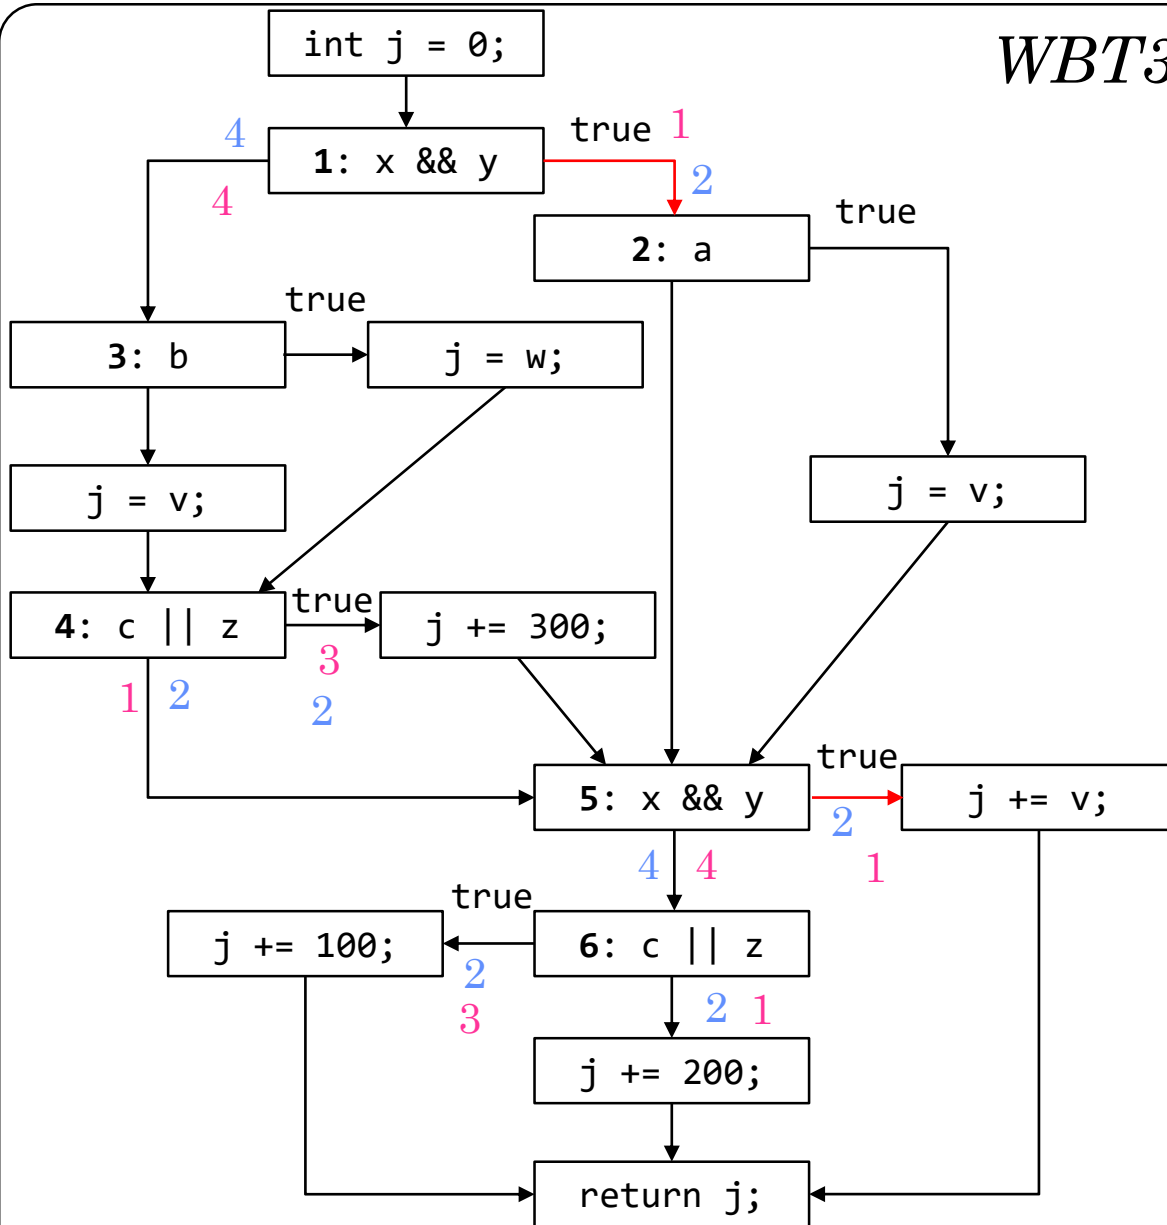 int j = 0;
WBT3
4
1: x && y
true
1
4
2
2: a
true
true
3: b
j = w;
j = v;
j = v;
4: c || z
true
j += 300;
3
1
2
2
true
5: x && y
j += v;
2
1
4
4
true
j += 100;
6: c || z
2
3
2
1
j += 200;
return j;